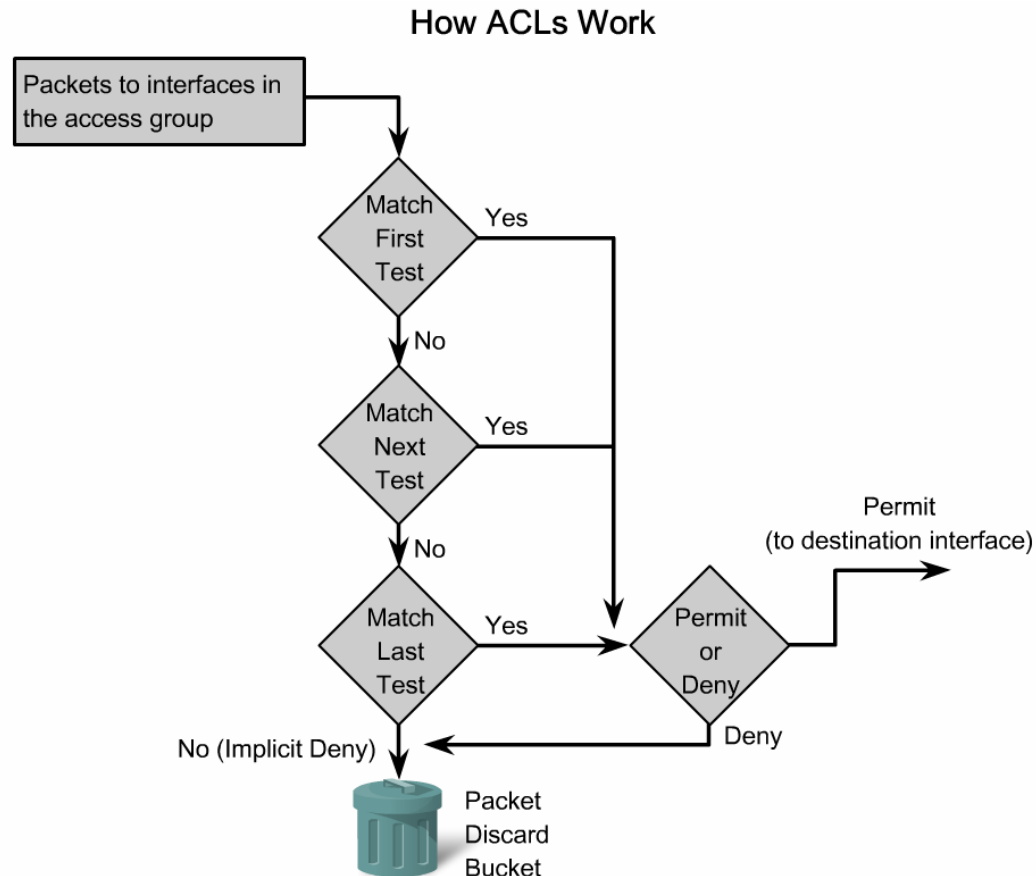 How ACLs Work
Packets to interfaces in
the access group
Match
First
Test
Yes
No
Match
Next
Test
Yes
No
Match
Last
Test
Yes
Permit
or
Deny
Permit
(to destination interface)
No (Implicit Deny)
Deny
Packet
Discard
Bucket